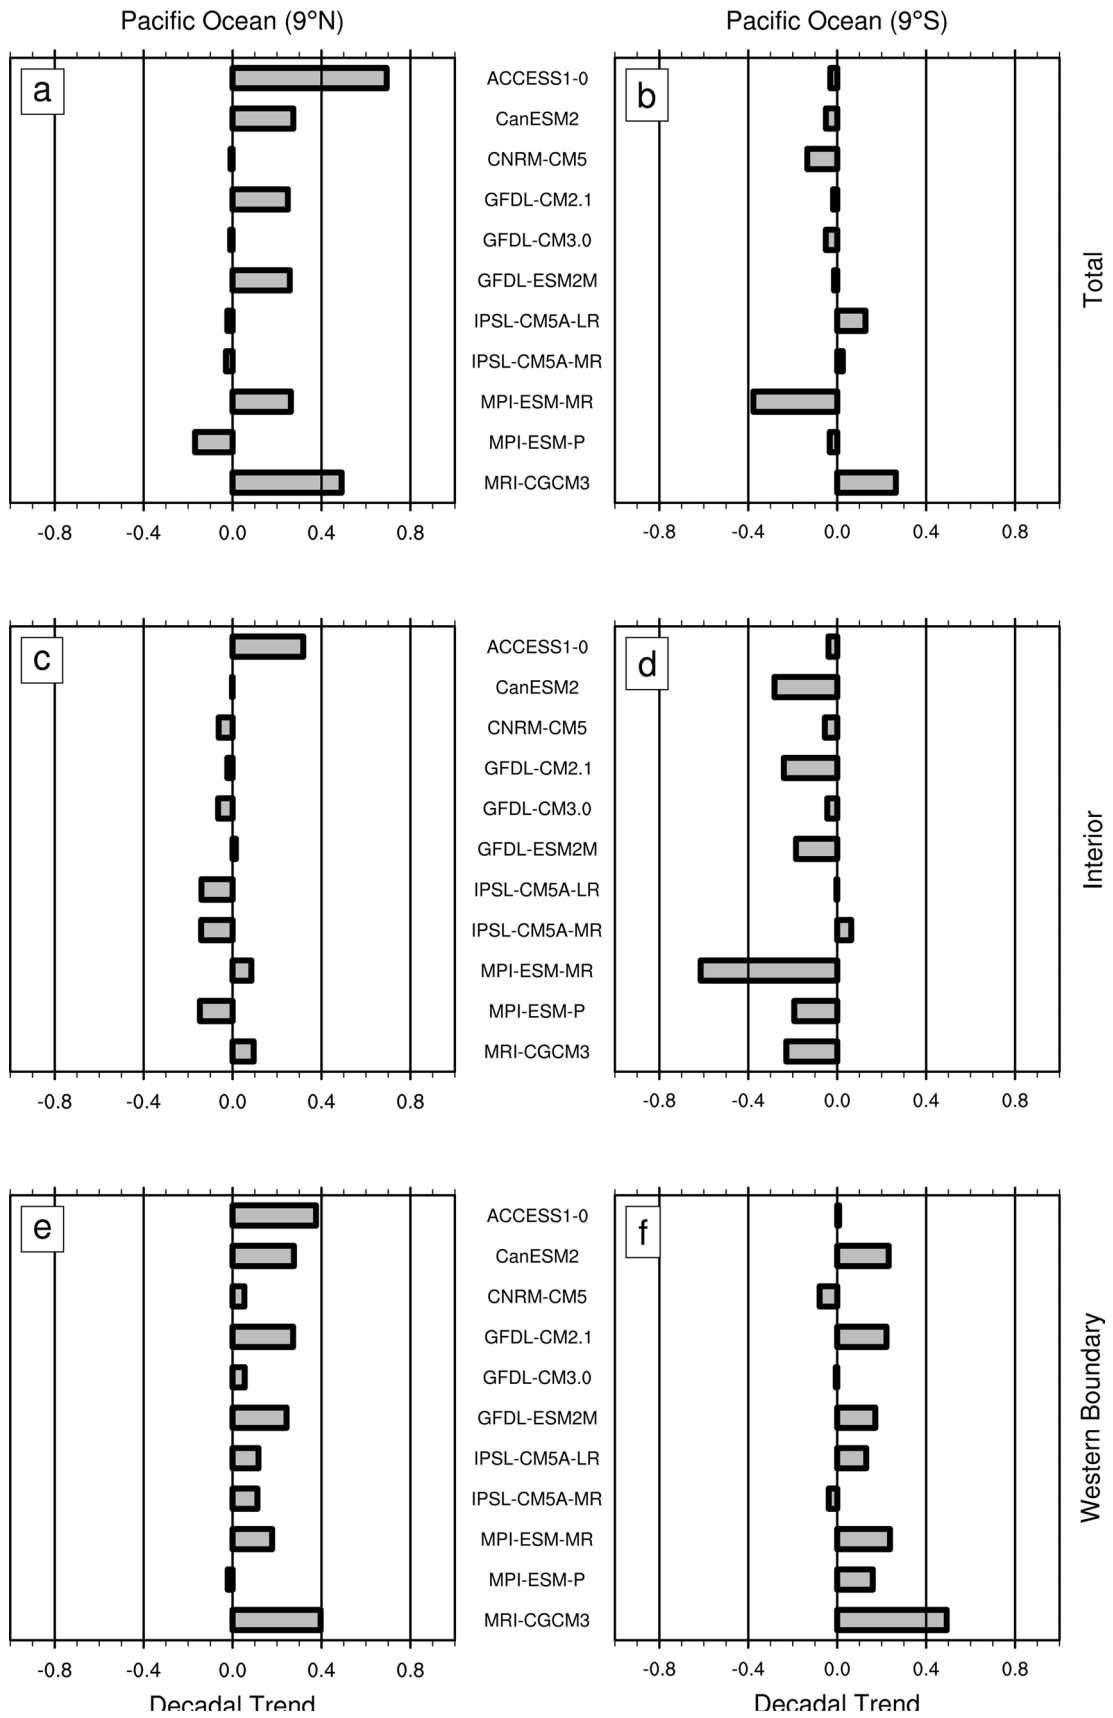 Pacific Ocean (9°N)
Pacific Ocean (9°S)
a
b
ACCESS1-0
CanESM2
CNRM-CM5
GFDL-CM2.1
GFDL-CM3.0
GFDL-ESM2M
IPSL-CM5A-LR
IPSL-CM5A-MR
MPI-ESM-MR
MPI-ESM-P
MRI-CGCM3
Total
-0.8 -0.4 0.0 0.4 0.8
-0.8 -0.4 0.0 0.4 0.8
c
d
ACCESS1-0
CanESM2
CNRM-CM5
GFDL-CM2.1
GFDL-CM3.0
GFDL-ESM2M
IPSL-CM5A-LR
IPSL-CM5A-MR
MPI-ESM-MR
MPI-ESM-P
MRI-CGCM3
Interior
-0.8 -0.4 0.0 0.4 0.8
-0.8 -0.4 0.0 0.4 0.8
e
f
ACCESS1-0
CanESM2
CNRM-CM5
GFDL-CM2.1
GFDL-CM3.0
GFDL-ESM2M
IPSL-CM5A-LR
IPSL-CM5A-MR
MPI-ESM-MR
MPI-ESM-P
MRI-CGCM3
Western Boundary
-0.8 -0.4 0.0 0.4 0.8
-0.8 -0.4 0.0 0.4 0.8
Decadal Trend
Decadal Trend